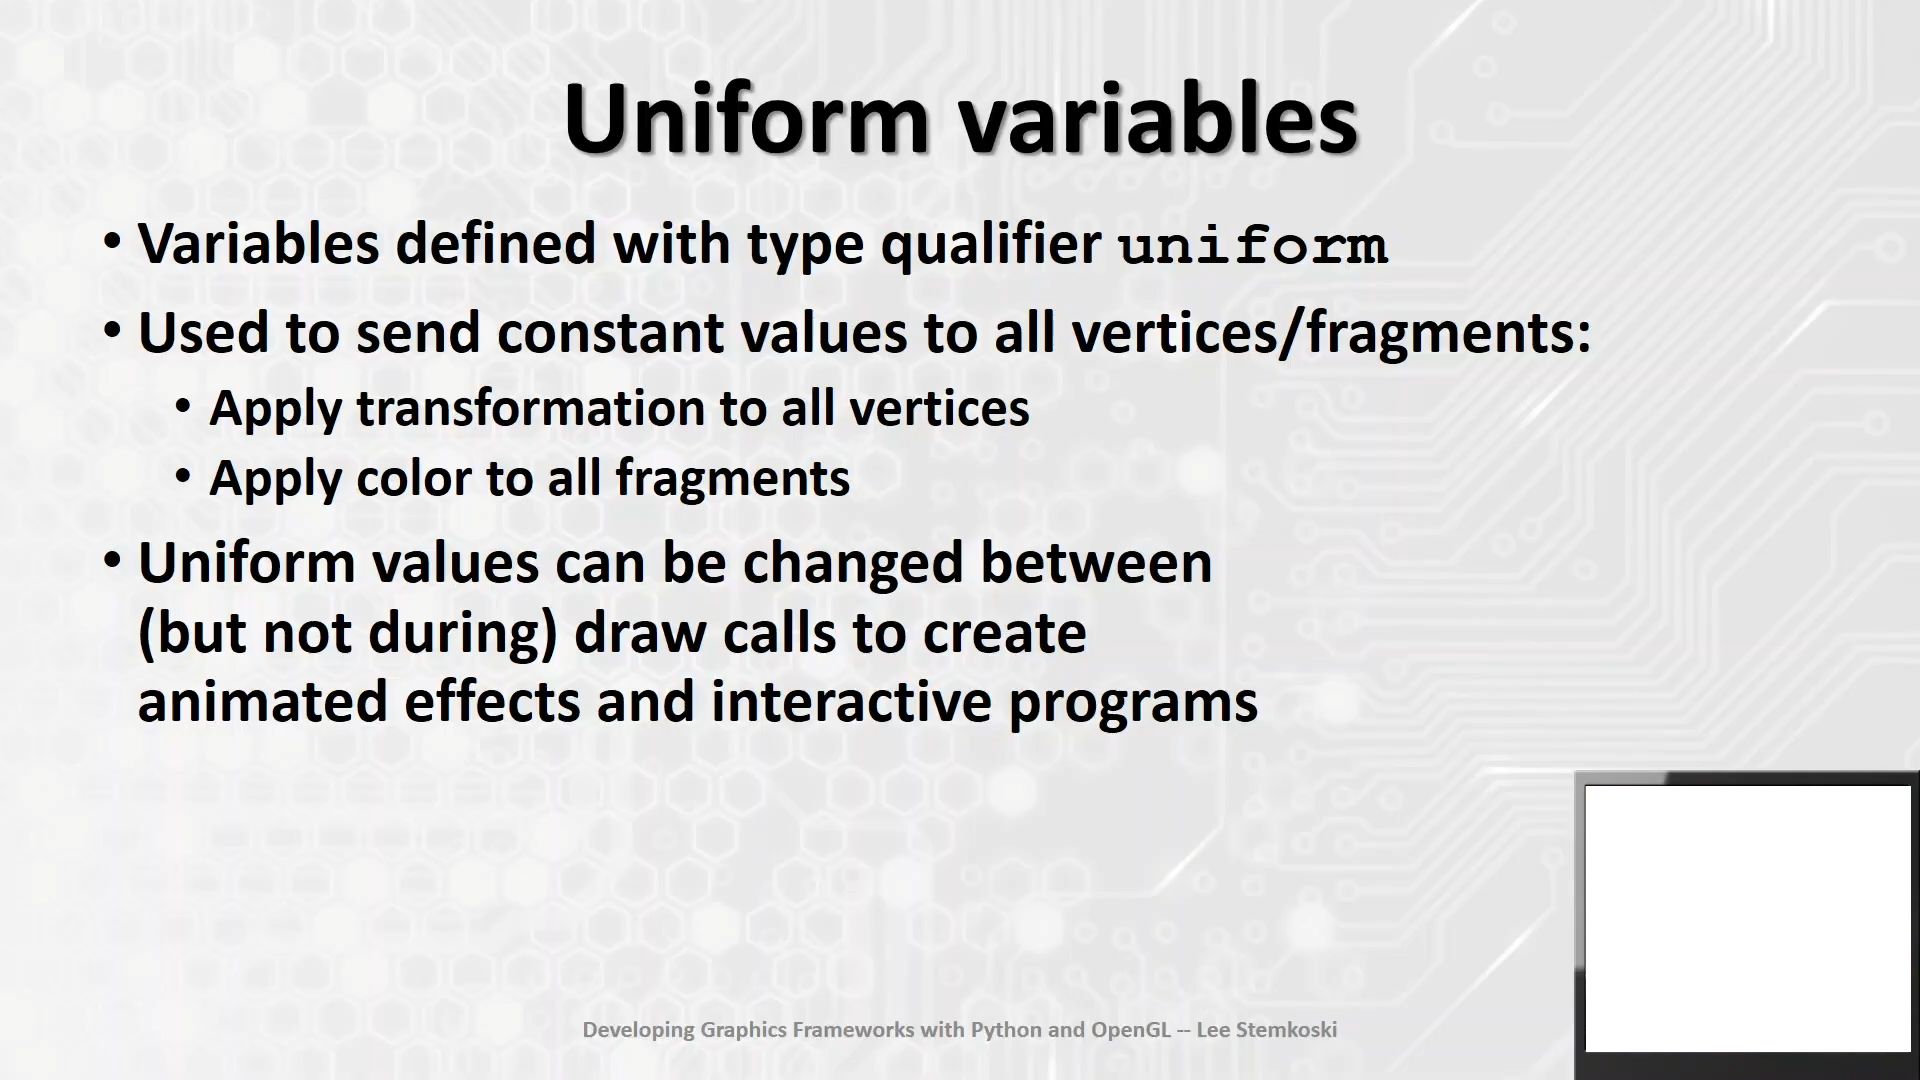 Uniform variables
• Variables defined with type qualifier uniform
• Used to send constant values to all vertices/fragments:
• Apply transformation to all vertices
• Apply color to all fragments
• Uniform values can be changed between
(but not during) draw calls to create
animated effects and interactive programs
Developing Graphics Frameworks with Python and OpenGL -- Lee Stemkoski